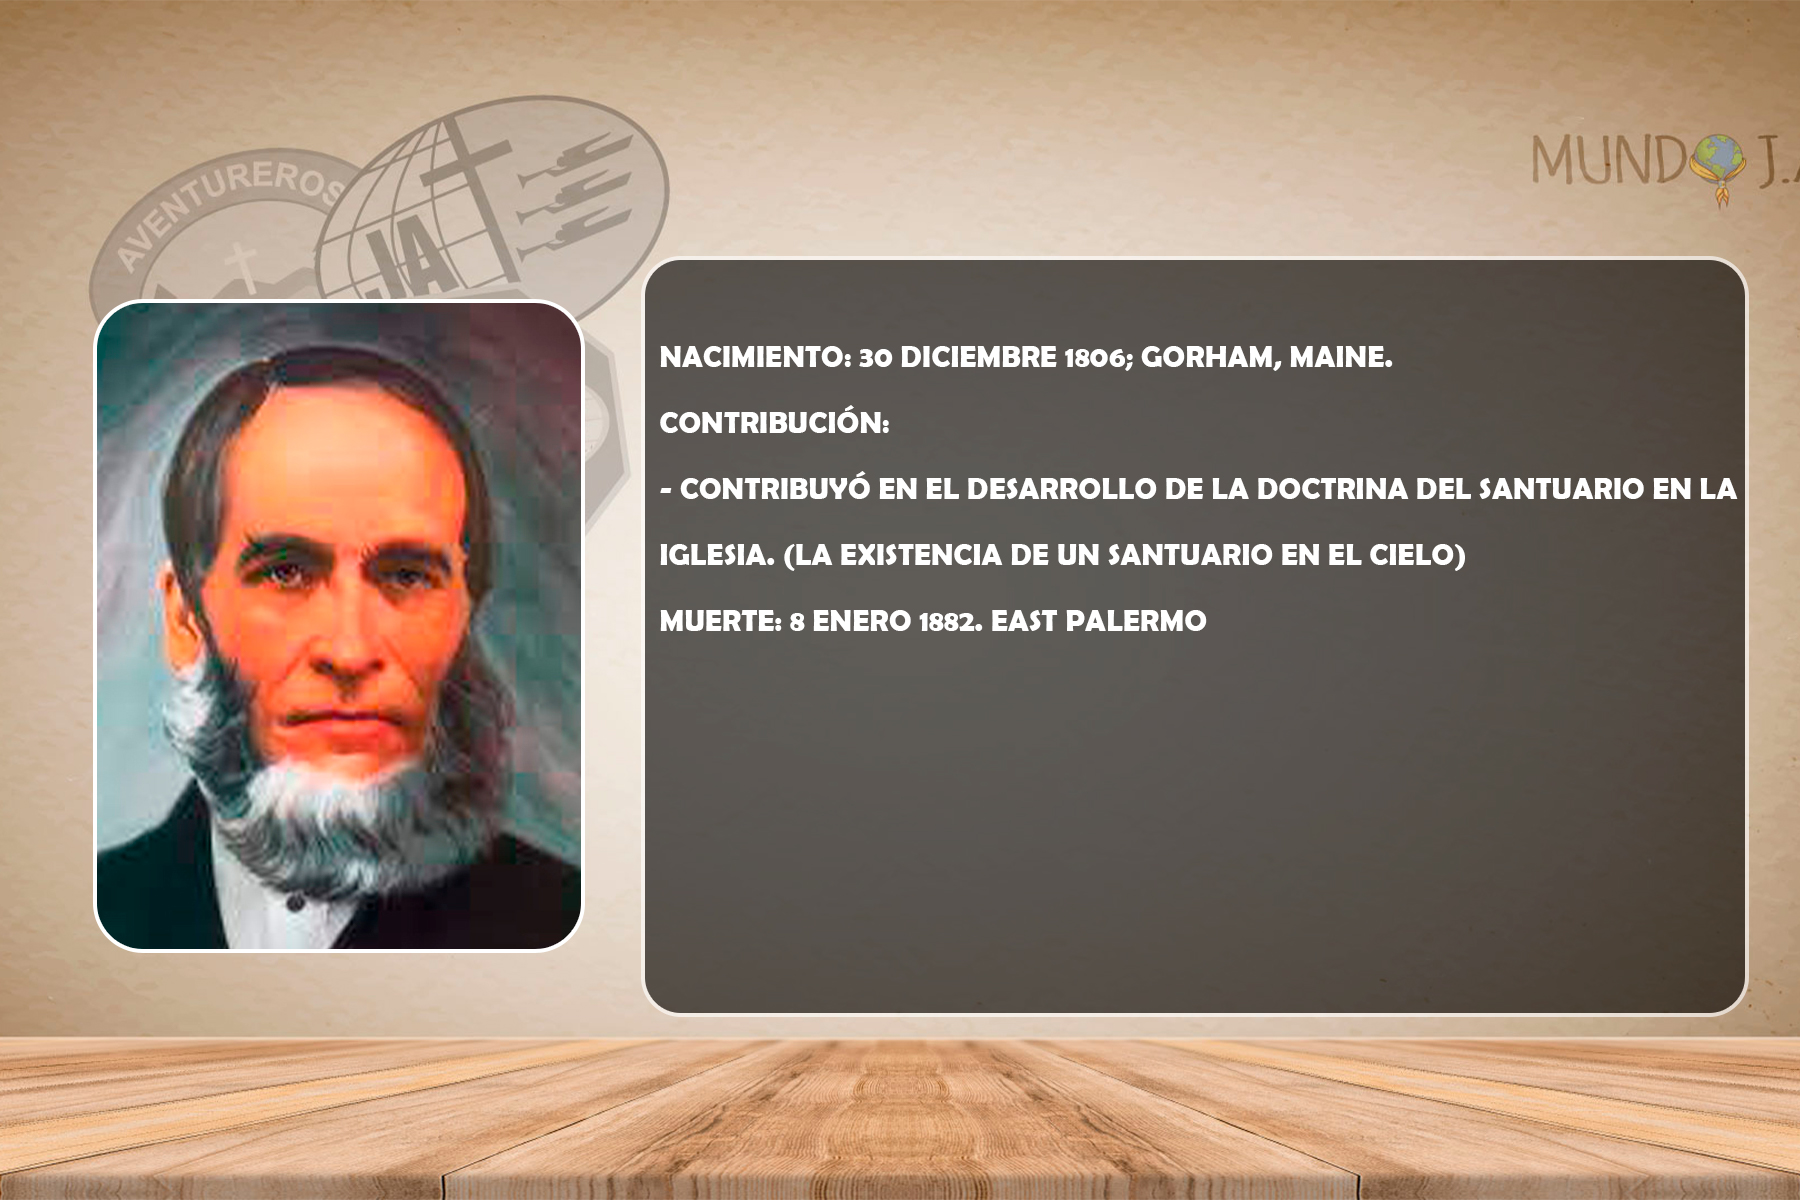 AVENTUREROS
JA
MUNDO J.A
NACIMIENTO: 30 DICIEMBRE 1806; GORHAM, MAINE.
CONTRIBUCIÓN:
- CONTRIBUYÓ EN EL DESARROLLO DE LA DOCTRINA DEL SANTUARIO EN LA
IGLESIA. (LA EXISTENCIA DE UN SANTUARIO EN EL CIELO)
MUERTE: 8 ENERO 1882. EAST PALERMO